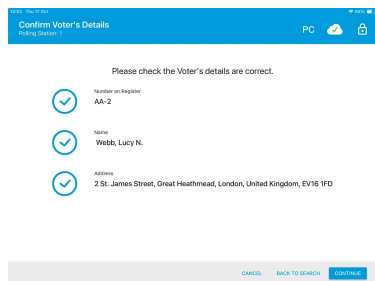 14:03 Thu 17 Oct
96%
Confirm Voter's Details
Polling Station: 1
PC
Please check the Voter's details are correct.
Number on Register
AA-2
Name
Webb, Lucy N.
Address
2 St. James Street, Great Heathmead, London, United Kingdom, EV16 1FD
CANCEL BACK TO SEARCH CONTINUE